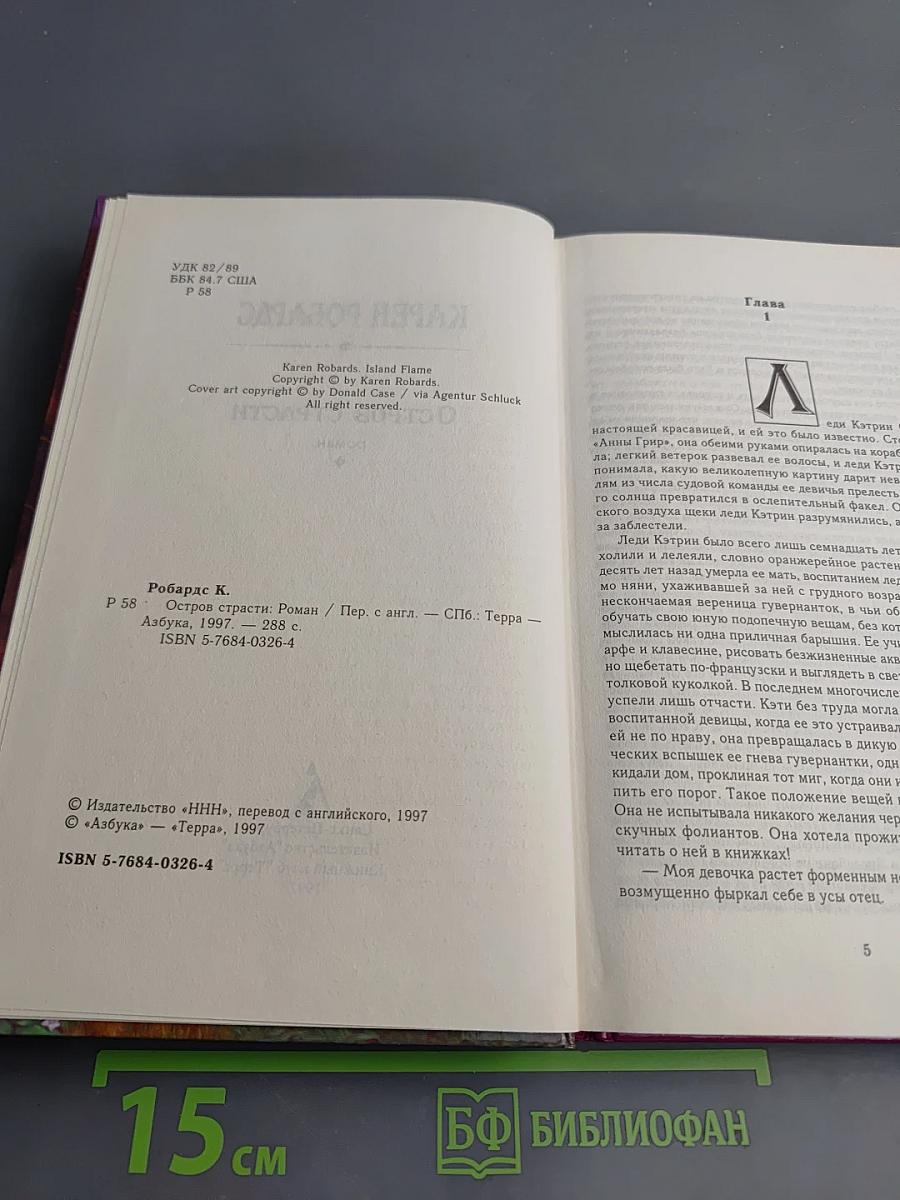 УДК 82/89
ББК 84.7 США
Р 58
КАРЕН РОБАРДС
Karen Robards. Island Flame
Copyright © by Karen Robards.
Cover art copyright © by Donald Case / via Agentur Schluck
All right reserved.
ОСТРОВ СТРАСТИ
роман
Робардс К.
Р 58 Остров страсти: Роман / Пер. с англ. — СПб.: Терра —
Азбука, 1997. — 288 с.
ISBN 5-7684-0326-4
© Издательство «ННН», перевод с английского, 1997
© «Азбука» — «Терра», 1997
ISBN 5-7684-0326-4
Глава
1
Леди Кэтрин
настоящей красавицей, и ей это было известно.
«Анны Грир», она обеими руками опиралась на
ла; легкий ветерок развевал ее волосы, и леди
понимала, какую великолепную картину дарит
лям из числа судовой команды ее девичья прелесть
го солнца превратился в ослепительный факел.
ского воздуха щеки леди Кэтрин разрумянились,
за заблестели.
Леди Кэтрин было всего лишь семнадцать лет
холили и лелеяли, словно оранжерейное
десять лет назад умерла ее мать, воспитанием
мо няни, ухаживавшей за ней с грудного
нескончаемая вереница гувернанток, в чьи
обучать свою юную подопечную вещам, без
мыслилась ни одна приличная барышня. Ее
арфе и клавесине, рисовать безжизненные
но щебетать по-французски и выглядеть в
толковой куколкой. В последнем
успели лишь отчасти. Кэти без труда могла
воспитанной девицы, когда ее это
ей не по нраву, она превращалась в дикую
ческих вспышек ее гнева гувернантки,
кидали дом, проклиная тот миг, когда они
пить его порог. Такое положение вещей
Она не испытывала никакого желания
скучных фолиантов. Она хотела
читать о ней в книжках!
— Моя девочка растет форменным
возмущенно фыркал себе в усы отец.
5
15 см
БФ БИБЛИОФАН